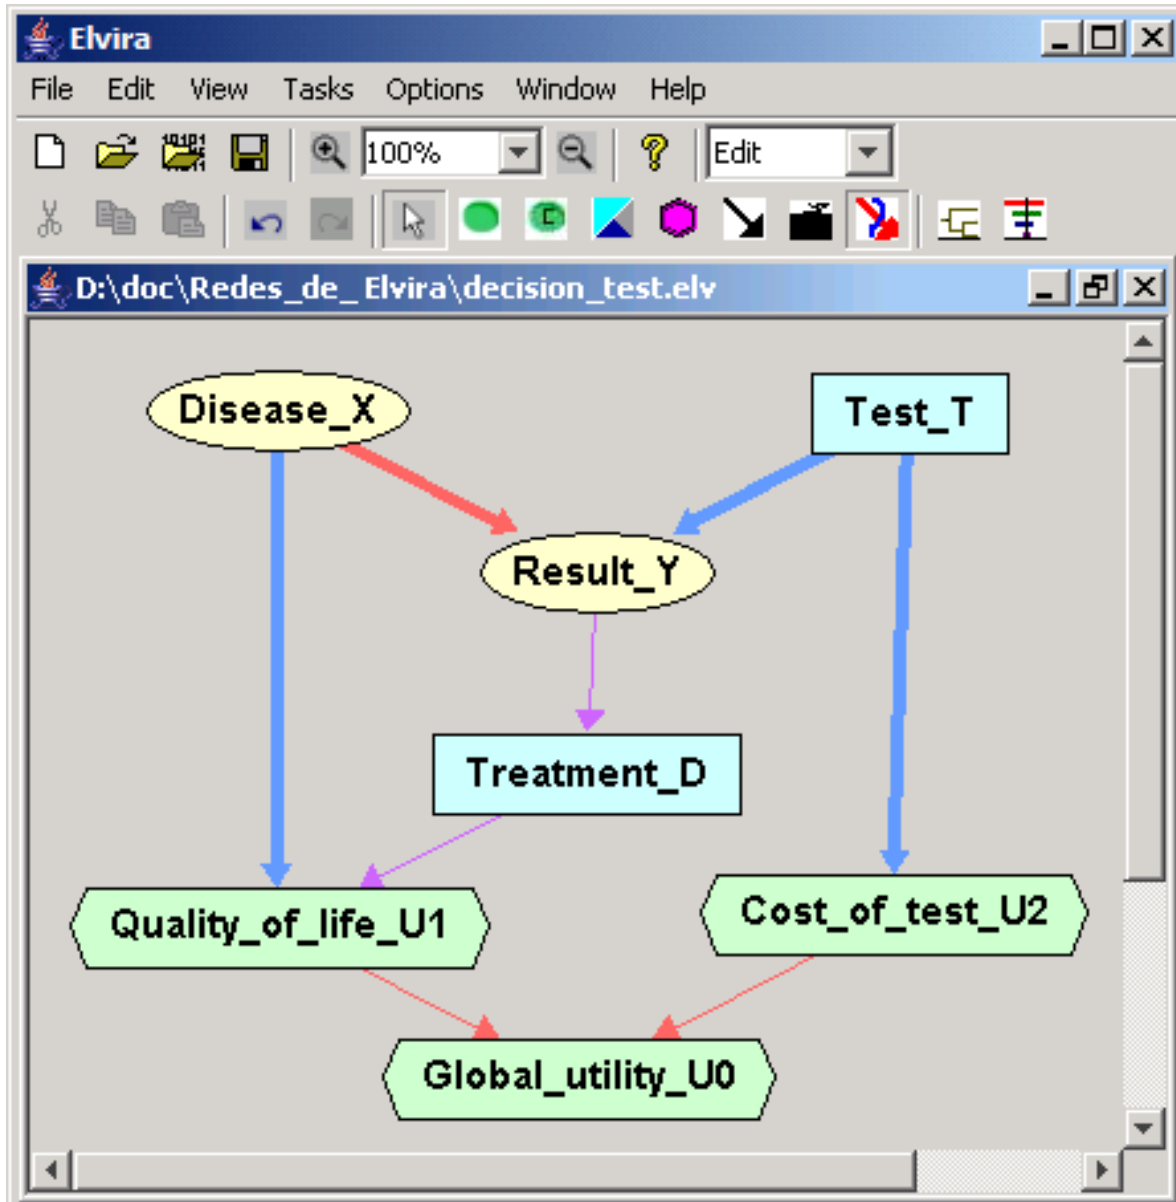 Elvira
File Edit View Tasks Options Window Help
100% Edit
D:\doc\Redes_de_ Elvira\decision_test.elv
Disease_X
Test_T
Result_Y
Treatment_D
Quality_of_life_U1
Cost_of_test_U2
Global_utility_U0